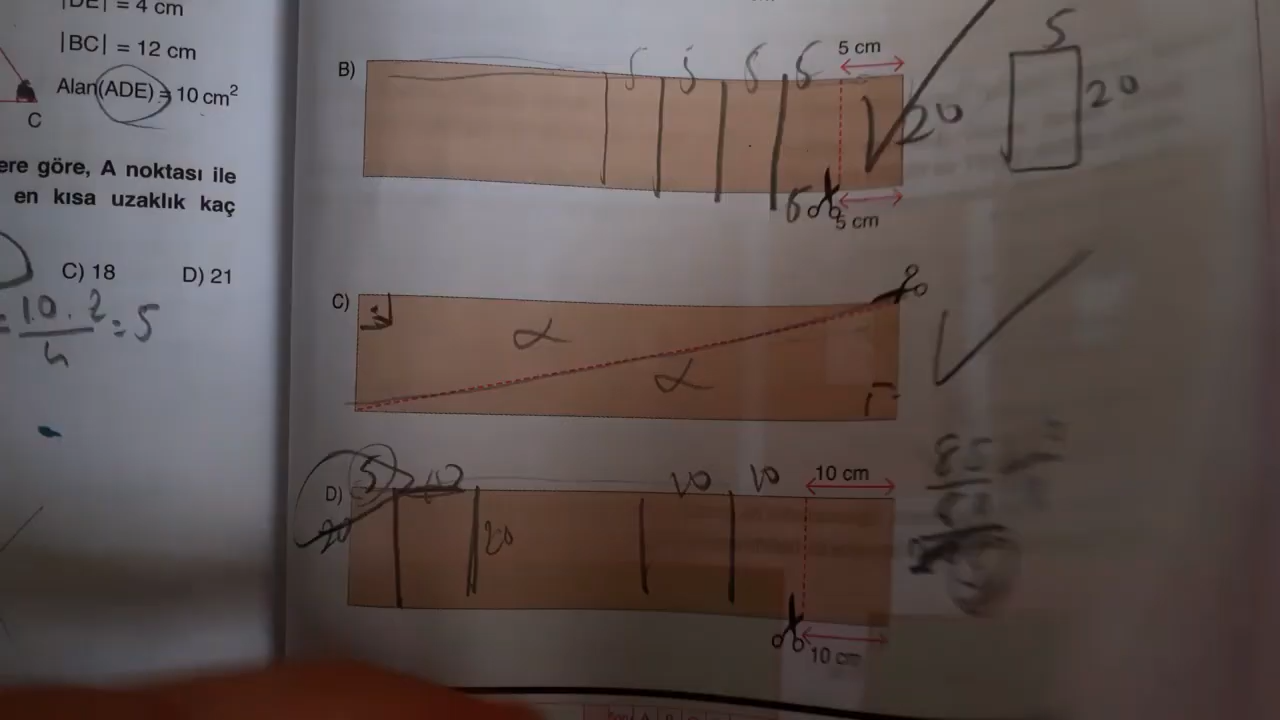 |DE| = 4 cm
|BC| = 12 cm
Alan(ADE) = 10 cm²
C
ere göre, A noktası ile
en kısa uzaklık kaç
C) 18 D) 21
= 10.2 = 5
4
B)
5 5 5 5
5 cm
20
5
5 cm
5
20
C)
α
α
D)
5 10
10 10
10 cm
20
20
10 cm